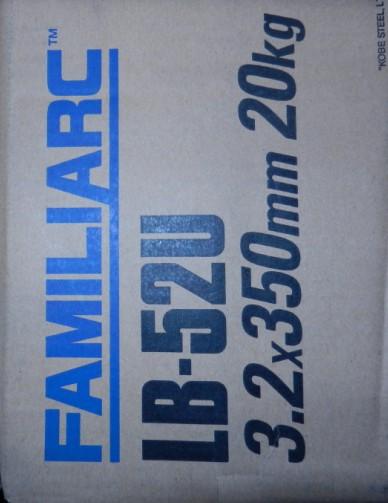 FAMILIARC™
LB-52U
3.2x350mm 20kg
"KOBE STEEL, L